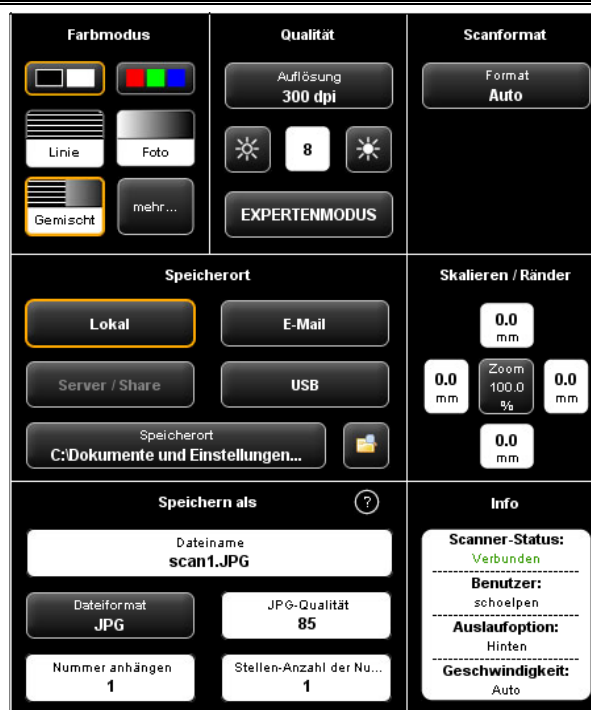 Farbmodus
Linie
Foto
Gemischt
mehr...
Qualität
Auflösung
300 dpi
8
EXPERTENMODUS
Scanformat
Format
Auto
Speicherort
Lokal
E-Mail
Server / Share
USB
Speicherort
C:\Dokumente und Einstellungen...
Skalieren / Ränder
0.0
mm
0.0
mm
Zoom
100.0
%
0.0
mm
0.0
mm
Speichern als
?
Dateiname
scan1.JPG
Dateiformat
JPG
JPG-Qualität
85
Nummer anhängen
1
Stellen-Anzahl der Nu...
1
Info
Scanner-Status:
Verbunden
Benutzer:
schoelpen
Auslaufoption:
Hinten
Geschwindigkeit:
Auto